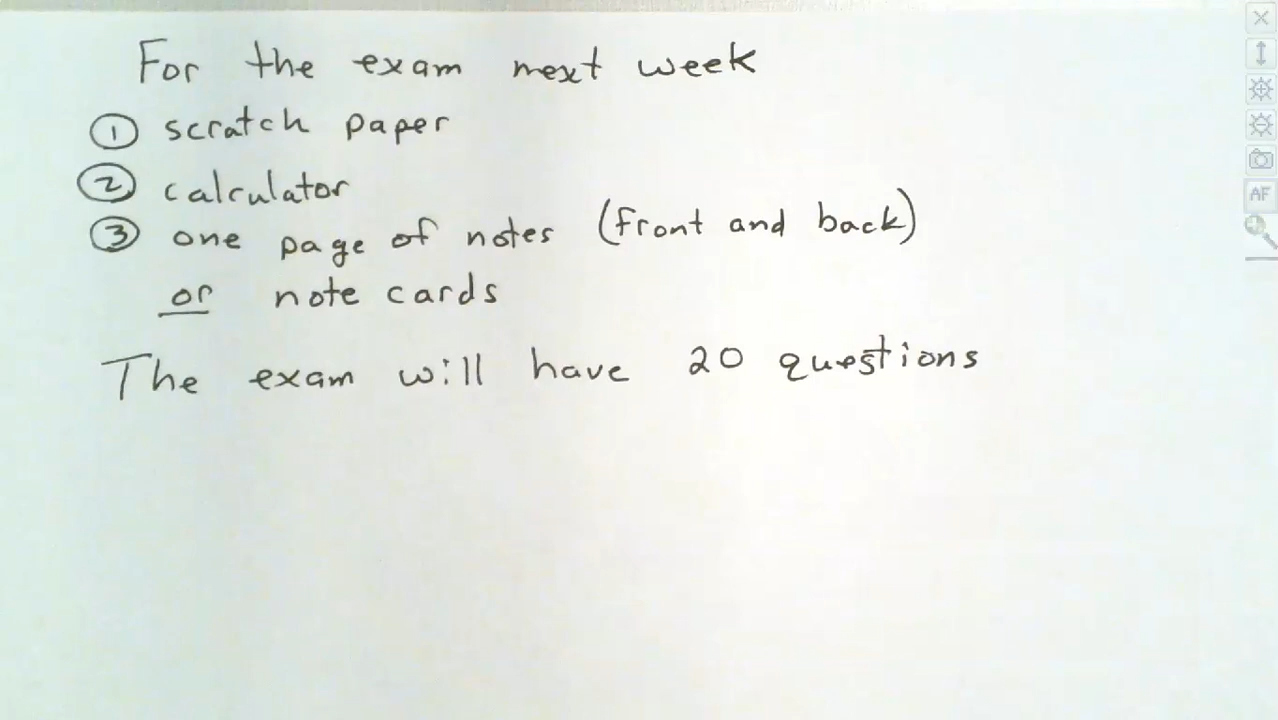 For the exam next week
① scratch paper
② calculator
③ one page of notes (front and back)
or note cards
The exam will have 20 questions
AF